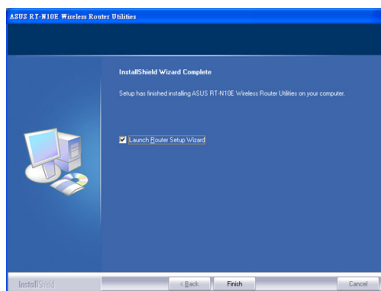 ASUS RT-N10E Wireless Router Utilities
InstallShield Wizard Complete
Setup has finished installing ASUS RT-N10E Wireless Router Utilities on your computer.
Launch Router Setup Wizard
InstallShield
< Back
Finish
Cancel